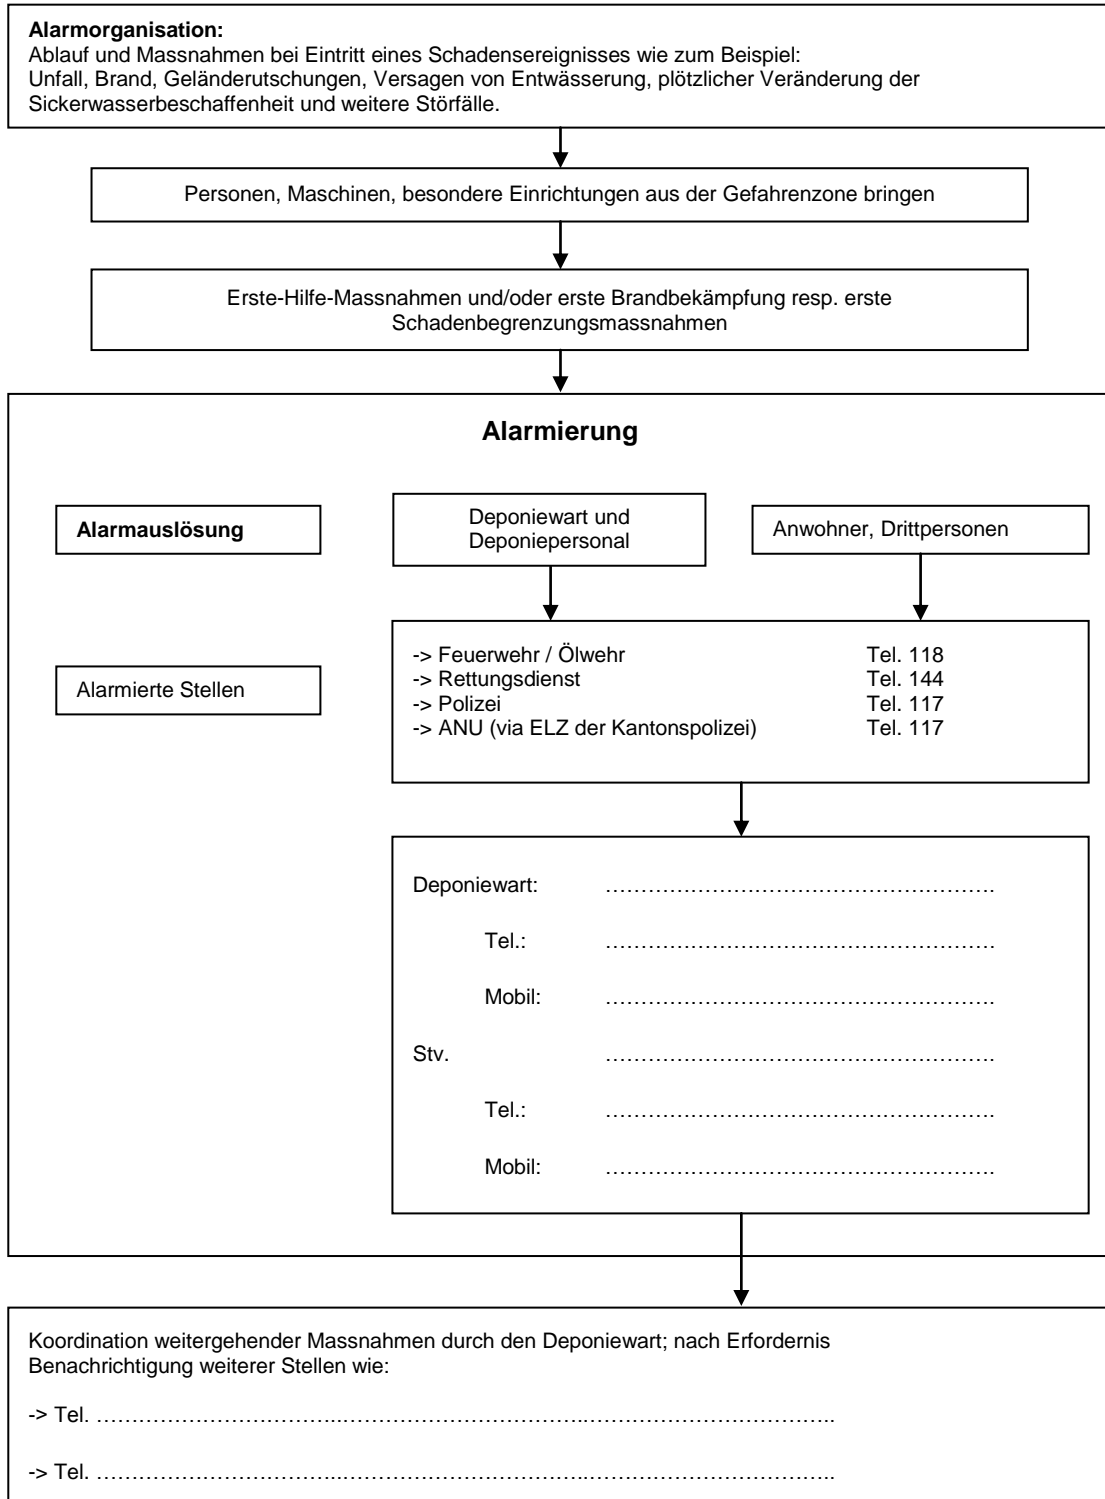 Alarmorganisation:
Ablauf und Massnahmen bei Eintritt eines Schadensereignisses wie zum Beispiel:
Unfall, Brand, Geländerutschungen, Versagen von Entwässerung, plötzlicher Veränderung der
Sickerwasserbeschaffenheit und weitere Störfälle.
Personen, Maschinen, besondere Einrichtungen aus der Gefahrenzone bringen
Erste-Hilfe-Massnahmen und/oder erste Brandbekämpfung resp. erste
Schadenbegrenzungsmassnahmen
Alarmierung
Alarmauslösung
Deponiewart und
Deponiepersonal
Anwohner, Drittpersonen
Alarmierte Stellen
-> Feuerwehr / Ölwehr Tel. 118
-> Rettungsdienst Tel. 144
-> Polizei Tel. 117
-> ANU (via ELZ der Kantonspolizei) Tel. 117
Deponiewart: ……………………………………………….
Tel.: ……………………………………………….
Mobil: ……………………………………………….
Stv. ……………………………………………….
Tel.: ……………………………………………….
Mobil: ……………………………………………….
Koordination weitergehender Massnahmen durch den Deponiewart; nach Erfordernis
Benachrichtigung weiterer Stellen wie:
-> Tel. ……………………………..……………………………..……………………………..
-> Tel. ……………………………..……………………………..……………………………..